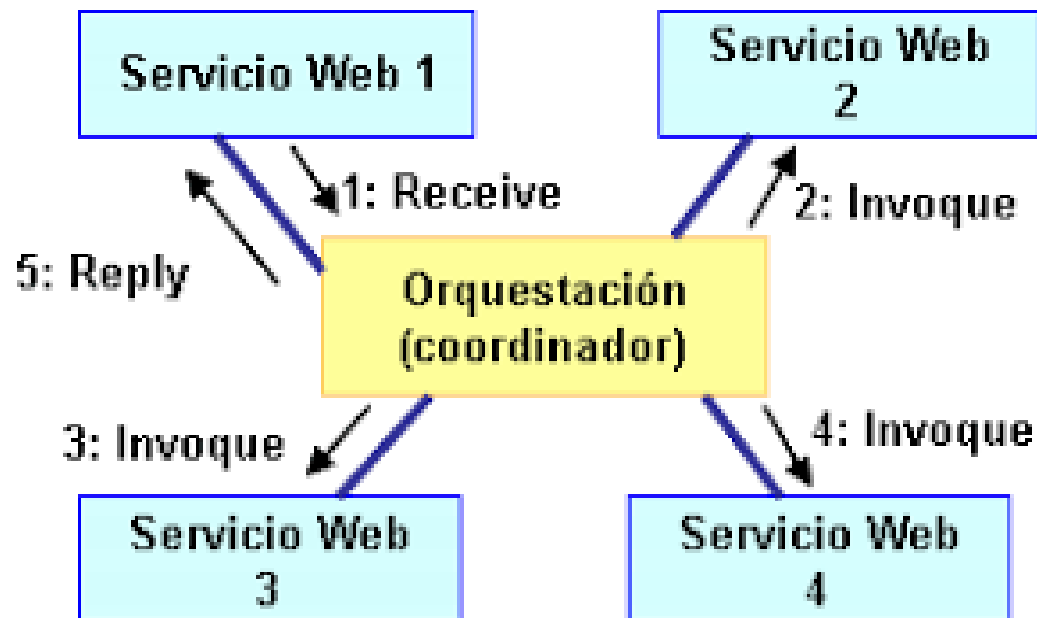 Servicio Web 1
Servicio Web
2
1: Receive
2: Invoque
5: Reply
Orquestación
(coordinador)
3: Invoque
4: Invoque
Servicio Web
3
Servicio Web
4